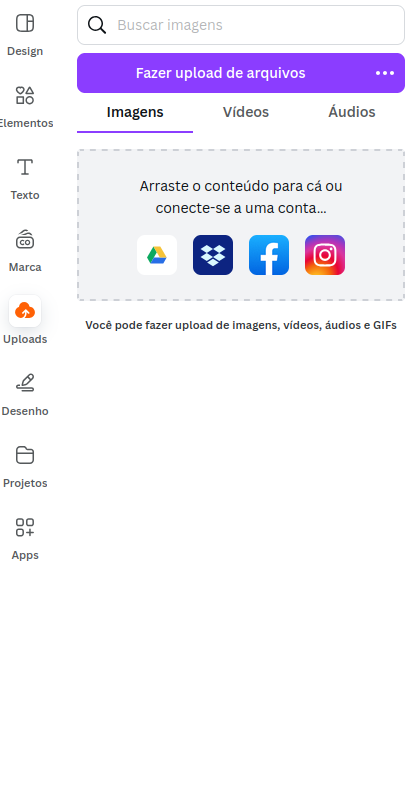 Design
Elementos
Texto
Marca
Uploads
Desenho
Projetos
Apps
Buscar imagens
Fazer upload de arquivos
Imagens
Vídeos
Áudios
Arraste o conteúdo para cá ou
conecte-se a uma conta...
Você pode fazer upload de imagens, vídeos, áudios e GIFs